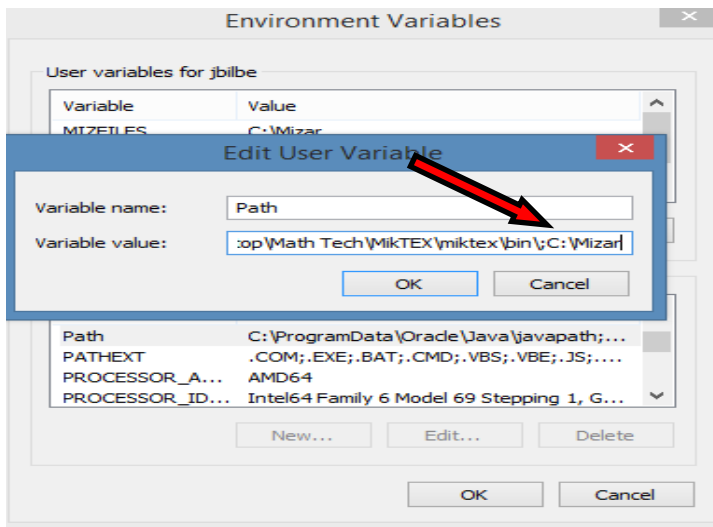 Environment Variables
User variables for jbilbe
Variable Value
MIZFILES C:\Mizar
Edit User Variable
Variable name: Path
Variable value: :op\Math Tech\MikTEX\miktex\bin\;C:\Mizar
OK Cancel
Path C:\ProgramData\Oracle\Java\javapath;...
PATHEXT .COM;.EXE;.BAT;.CMD;.VBS;.VBE;.JS;....
PROCESSOR_A... AMD64
PROCESSOR_ID... Intel64 Family 6 Model 69 Stepping 1, G...
New... Edit... Delete
OK Cancel